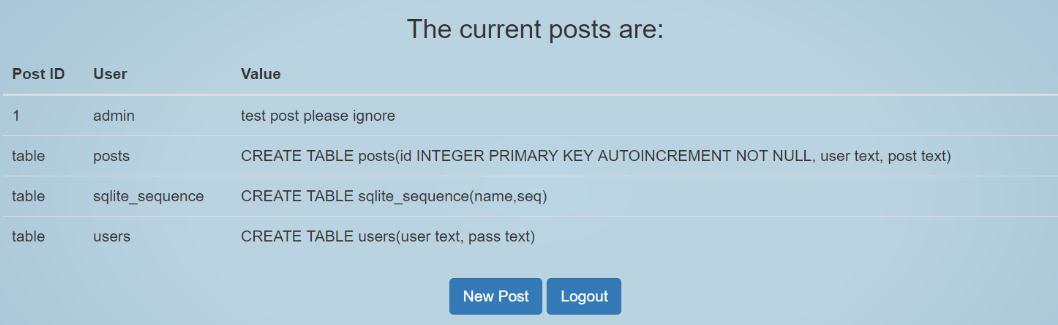 The current posts are:
Post ID User Value
1 admin test post please ignore
table posts CREATE TABLE posts(id INTEGER PRIMARY KEY AUTOINCREMENT NOT NULL, user text, post text)
table sqlite_sequence CREATE TABLE sqlite_sequence(name,seq)
table users CREATE TABLE users(user text, pass text)
New Post Logout